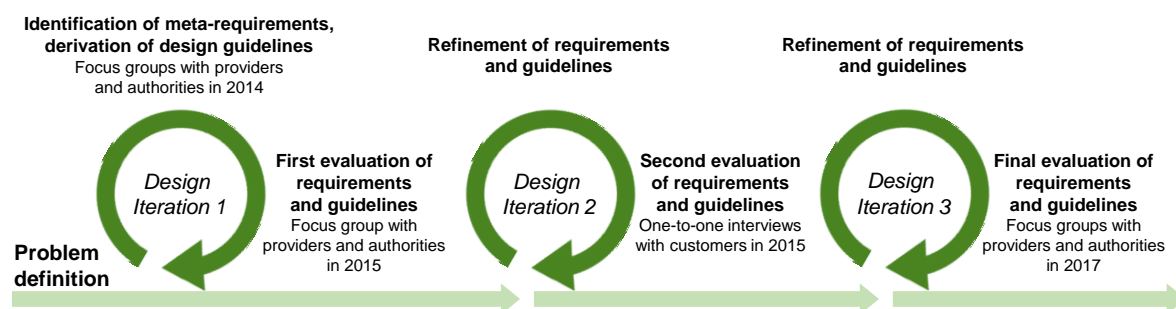 Identification of meta-requirements,
derivation of design guidelines
Focus groups with providers
and authorities in 2014
Design
Iteration 1
First evaluation of
requirements
and guidelines
Focus group with
providers and authorities
in 2015
Problem
definition
Refinement of requirements
and guidelines
Design
Iteration 2
Second evaluation
of requirements
and guidelines
One-to-one interviews
with customers in 2015
Refinement of requirements
and guidelines
Design
Iteration 3
Final evaluation of
requirements
and guidelines
Focus groups with
providers and authorities
in 2017